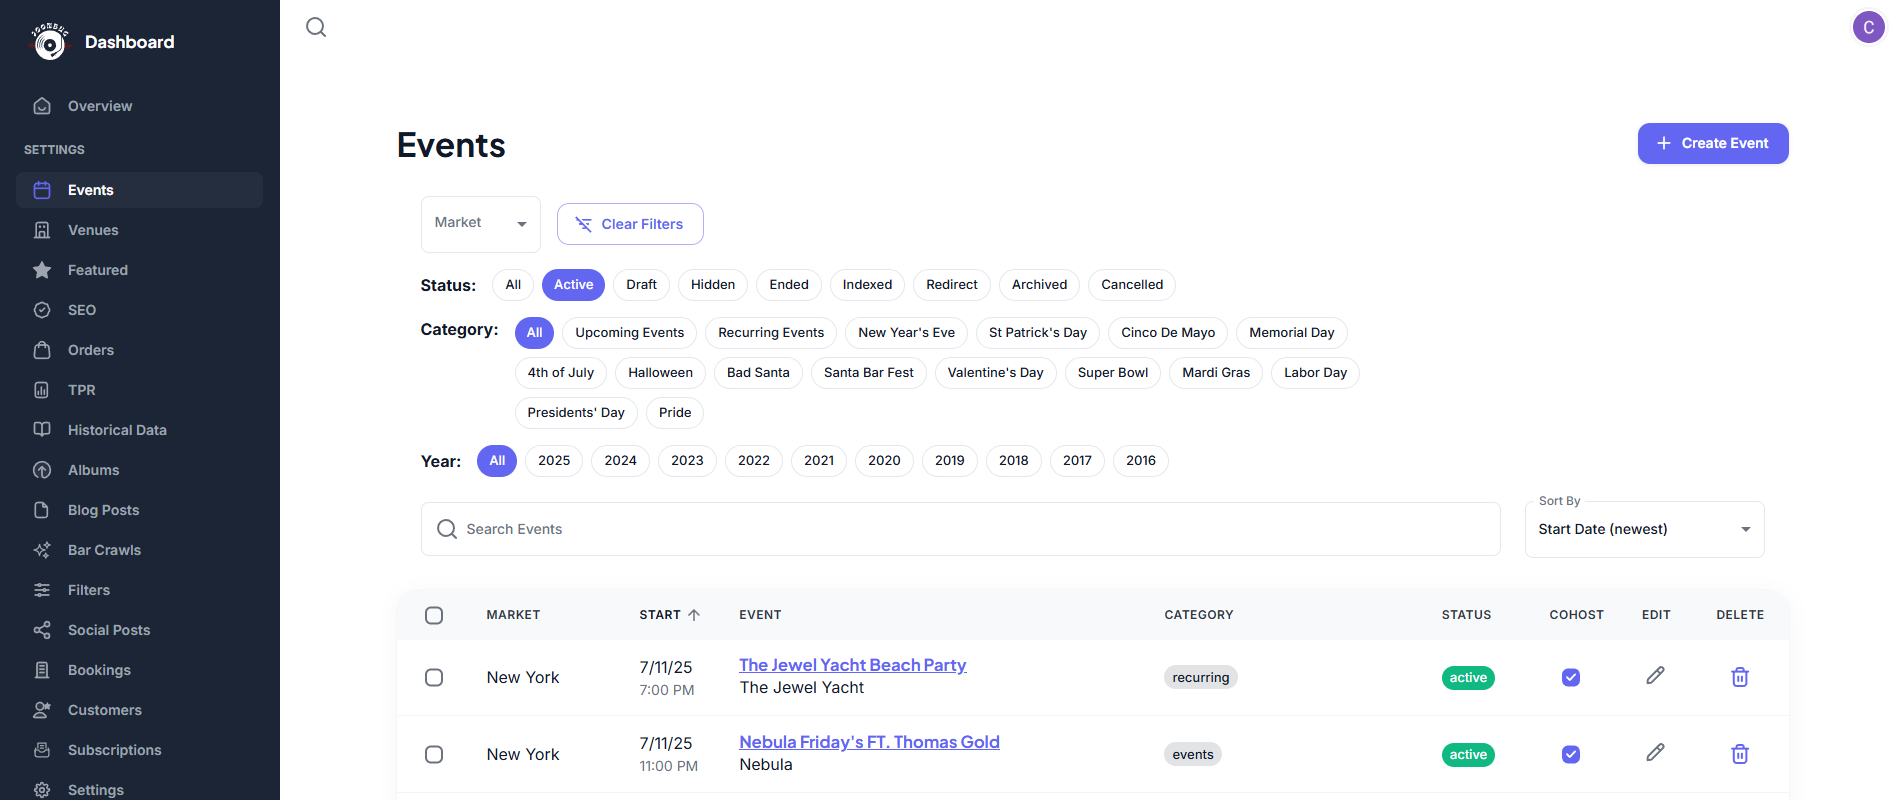 JOONBUG
Dashboard
C
Overview
SETTINGS
Events
Venues
Featured
SEO
Orders
TPR
Historical Data
Albums
Blog Posts
Bar Crawls
Filters
Social Posts
Bookings
Customers
Subscriptions
Settings
Events
Create Event
Market
Clear Filters
Status: All Active Draft Hidden Ended Indexed Redirect Archived Cancelled
Category: All Upcoming Events Recurring Events New Year's Eve St Patrick's Day Cinco De Mayo Memorial Day
4th of July Halloween Bad Santa Santa Bar Fest Valentine's Day Super Bowl Mardi Gras Labor Day
Presidents' Day Pride
Year: All 2025 2024 2023 2022 2021 2020 2019 2018 2017 2016
Search Events
Sort By
Start Date (newest)
MARKET START EVENT CATEGORY STATUS COHOST EDIT DELETE
New York 7/11/25 The Jewel Yacht Beach Party recurring active
7:00 PM The Jewel Yacht
New York 7/11/25 Nebula Friday's FT. Thomas Gold events active
11:00 PM Nebula